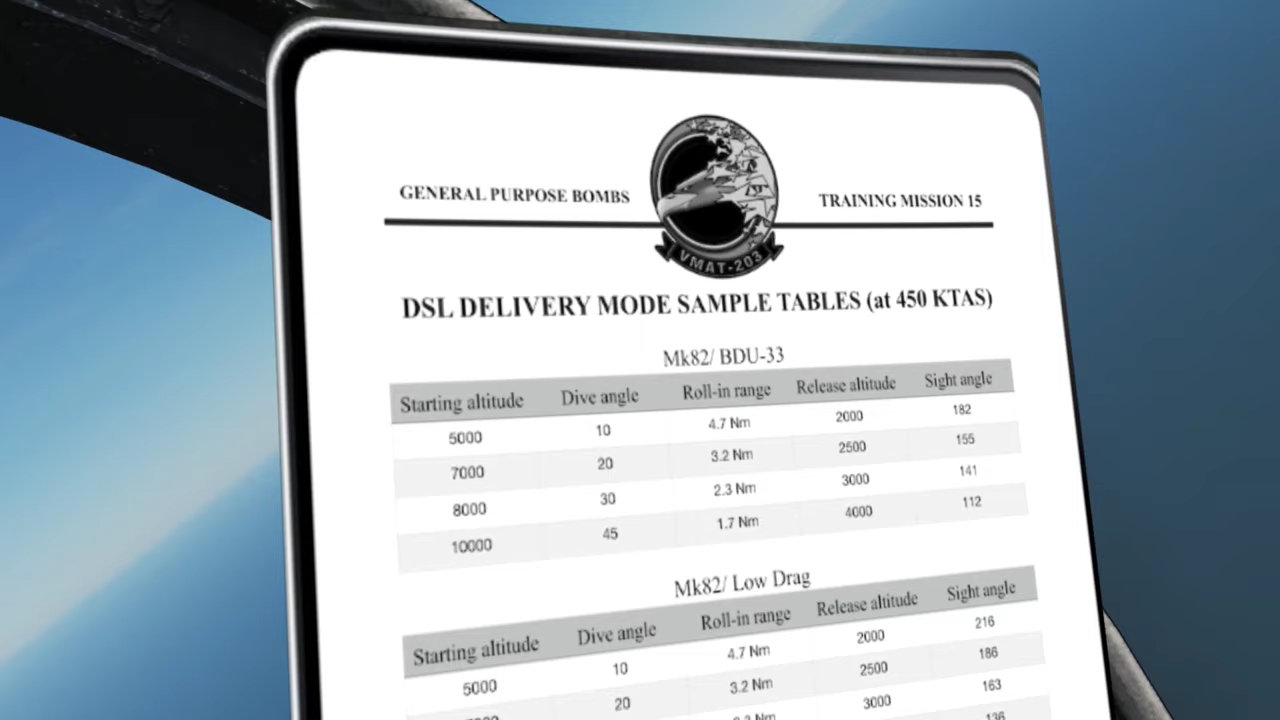 GENERAL PURPOSE BOMBS TRAINING MISSION 15
VMAT-203
DSL DELIVERY MODE SAMPLE TABLES (at 450 KTAS)
Mk82/ BDU-33
Starting altitude Dive angle Roll-in range Release altitude Sight angle
5000 10 4.7 Nm 2000 182
7000 20 3.2 Nm 2500 155
8000 30 2.3 Nm 3000 141
10000 45 1.7 Nm 4000 112
Mk82/ Low Drag
Starting altitude Dive angle Roll-in range Release altitude Sight angle
5000 10 4.7 Nm 2000 216
20 3.2 Nm 2500 186
3000 163
136